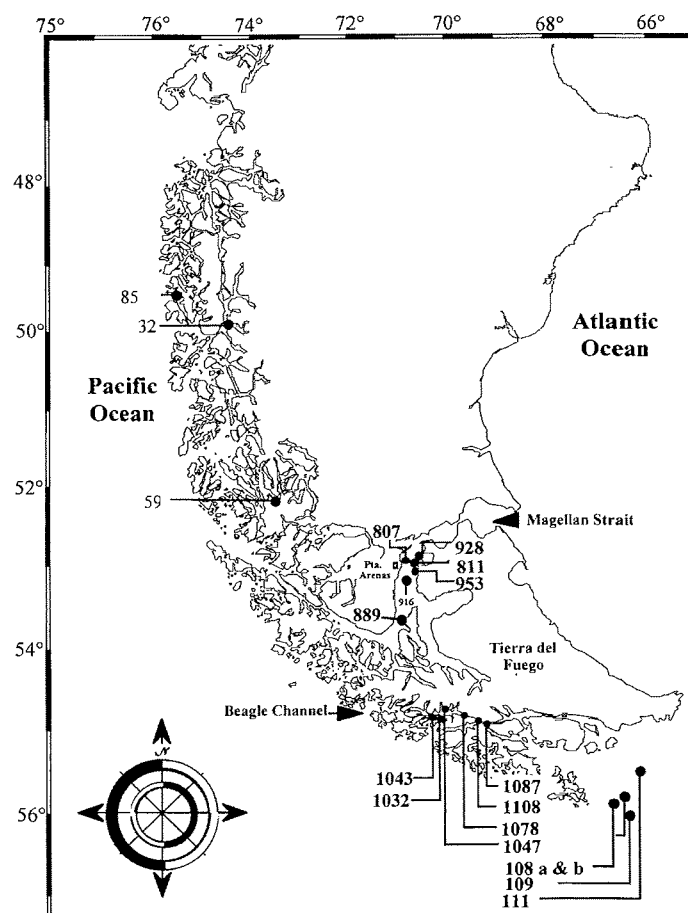 75° 76° 74° 72° 70° 68° 66°
48°
85
50°
32
Atlantic
Ocean
Pacific
Ocean
52°
59
Magellan Strait
807
928
Pta.
Arenas
811
953
916
889
54°
Tierra del
Fuego
Beagle Channel
N
1043
1087
1032
1108
56°
1078
1047
108 a & b
109
111